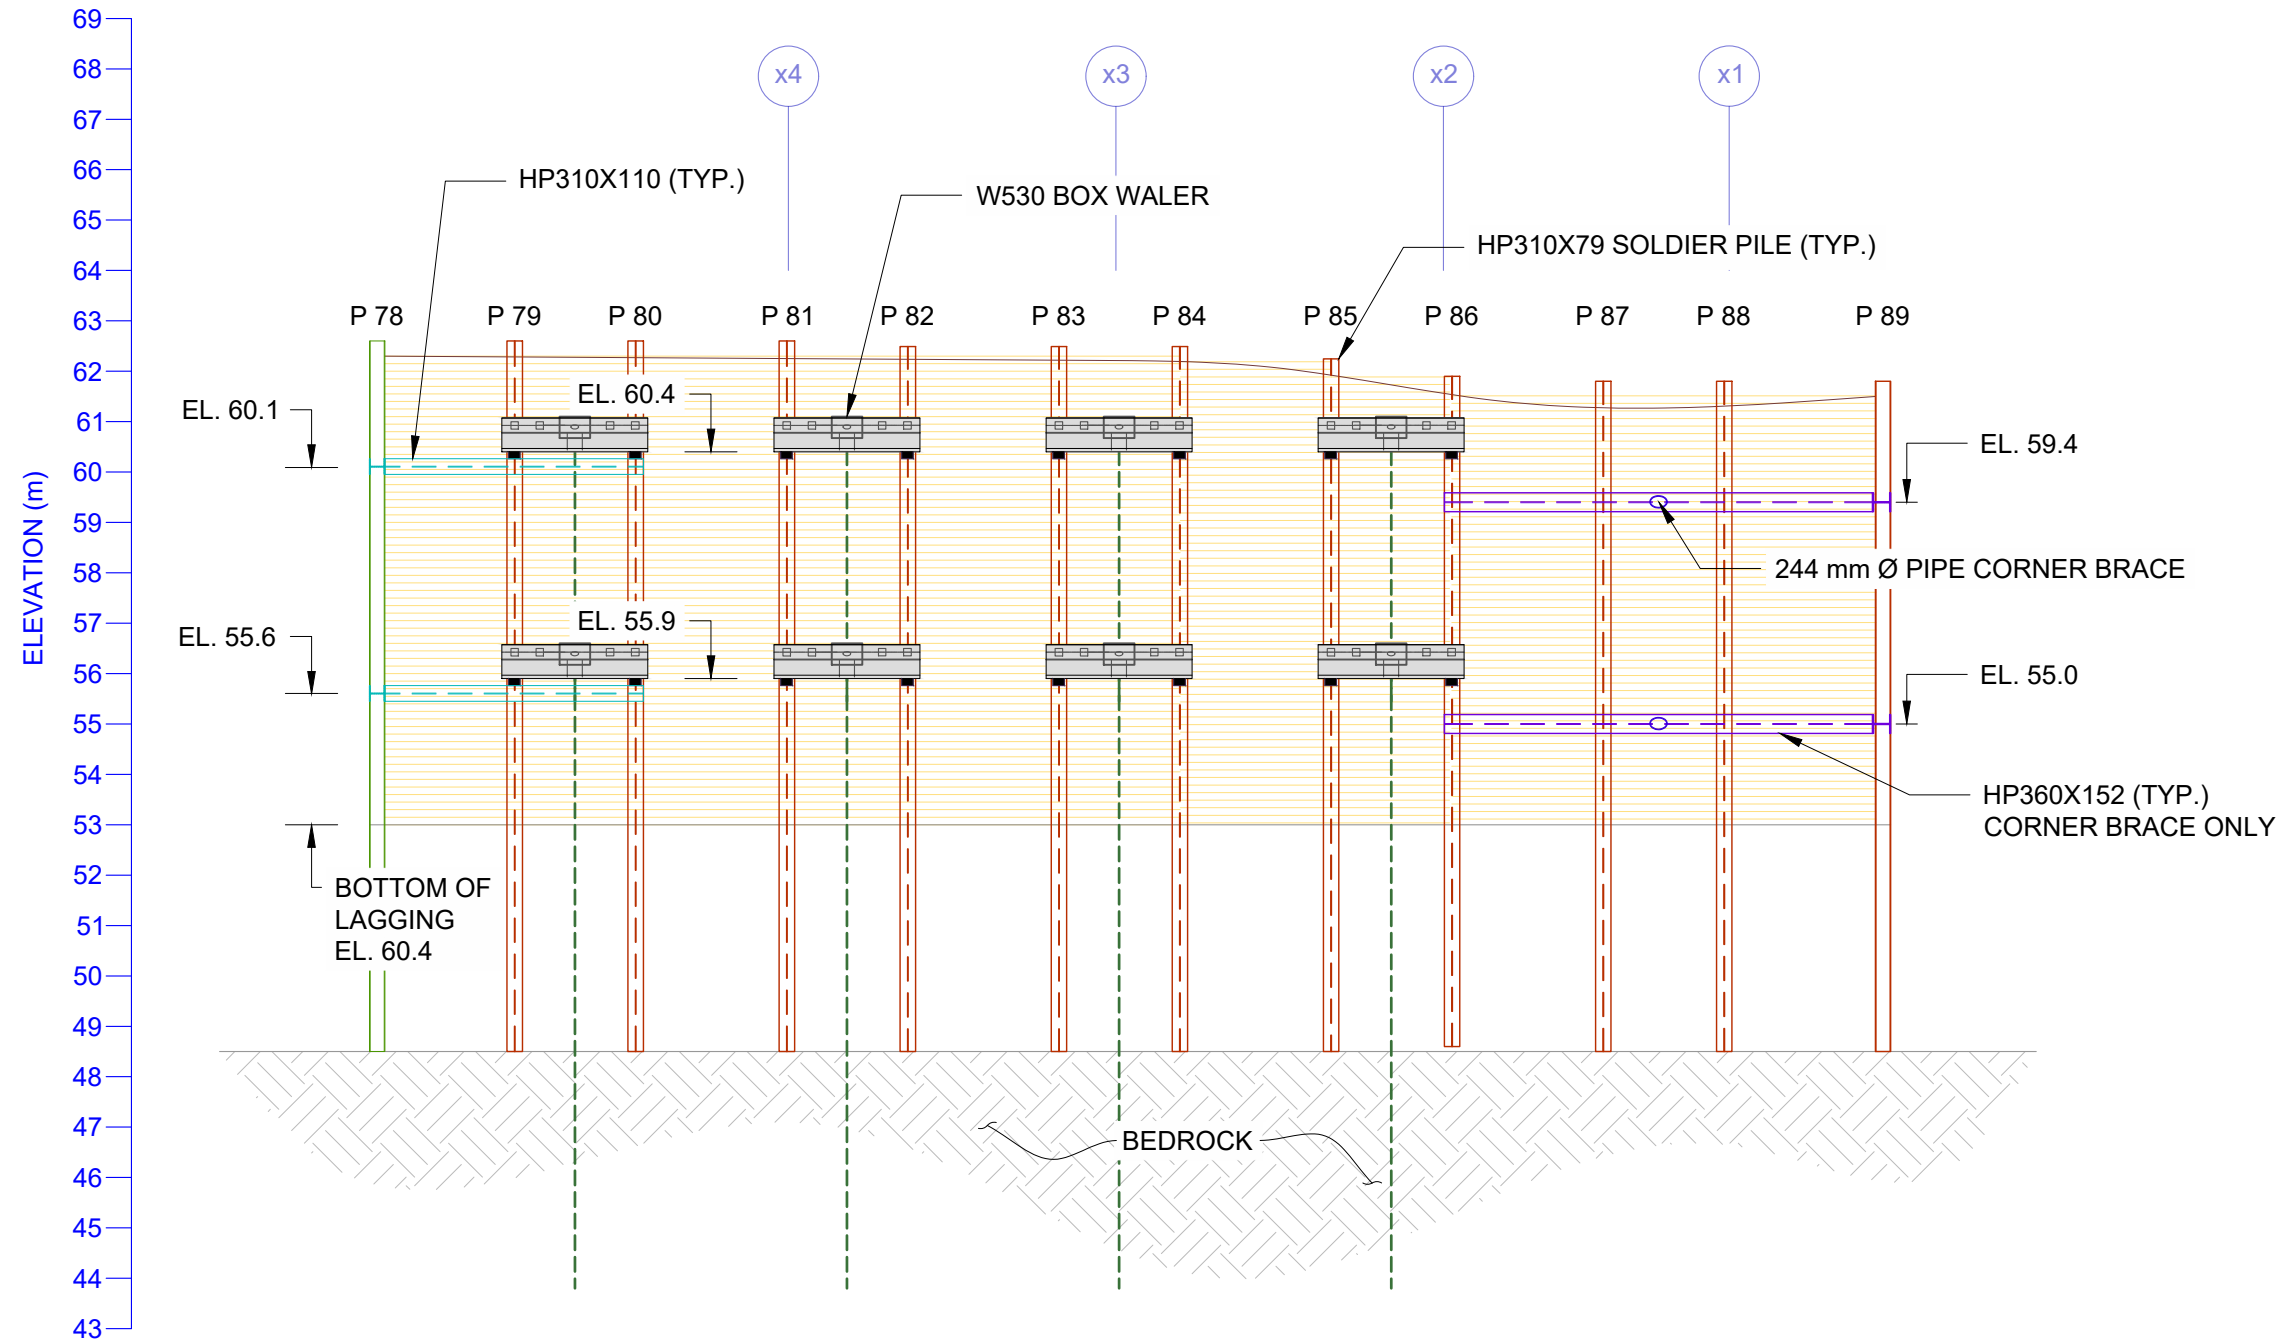 69
68
67
66
65
64
63
62
61
60
59
58
57
56
55
54
53
52
51
50
49
48
47
46
45
44
43
ELEVATION (m)
x4
x3
x2
x1
HP310X110 (TYP.)
W530 BOX WALER
HP310X79 SOLDIER PILE (TYP.)
P 78
P 79
P 80
P 81
P 82
P 83
P 84
P 85
P 86
P 87
P 88
P 89
EL. 60.1
EL. 60.4
EL. 59.4
244 mm Ø PIPE CORNER BRACE
EL. 55.6
EL. 55.9
EL. 55.0
HP360X152 (TYP.)
CORNER BRACE ONLY
BOTTOM OF
LAGGING
EL. 60.4
BEDROCK